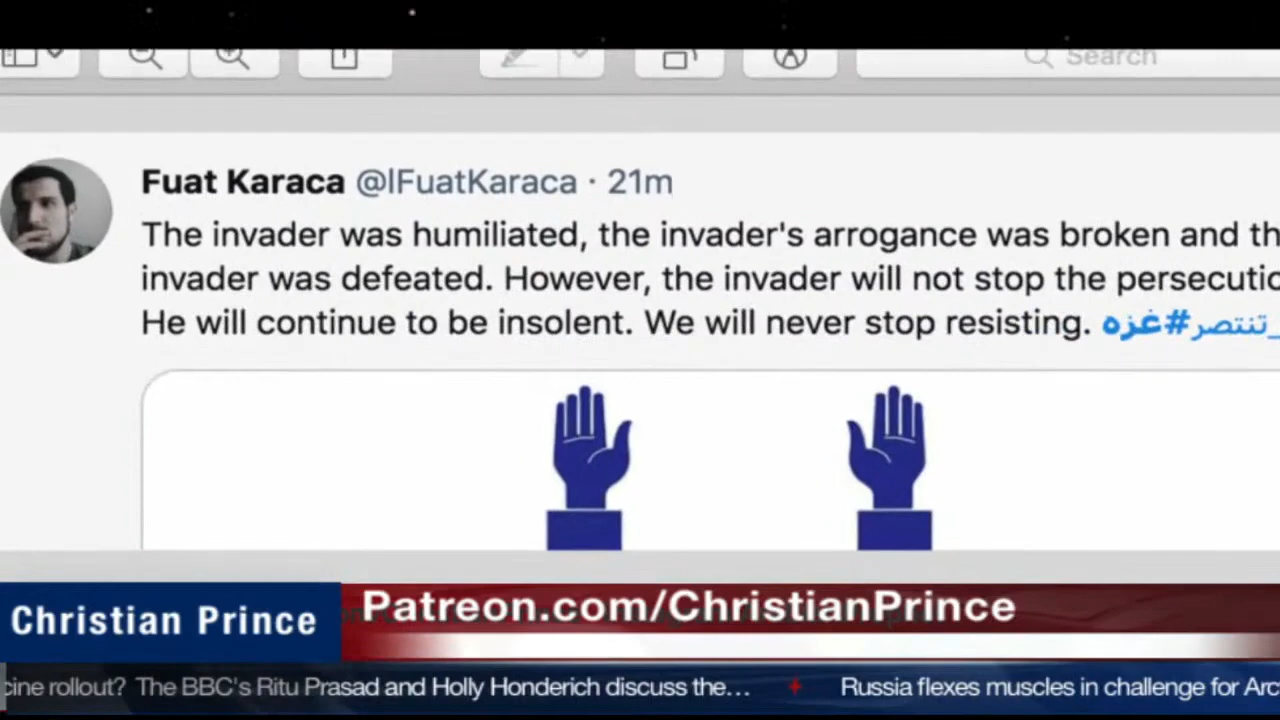 Search
Fuat Karaca @IFuatKaraca · 21m
The invader was humiliated, the invader's arrogance was broken and th
invader was defeated. However, the invader will not stop the persecutio
He will continue to be insolent. We will never stop resisting. #غزه_تنتصر
Christian Prince
Patreon.com/ChristianPrince
cine rollout? The BBC's Ritu Prasad and Holly Honderich discuss the...
Russia flexes muscles in challenge for Arc